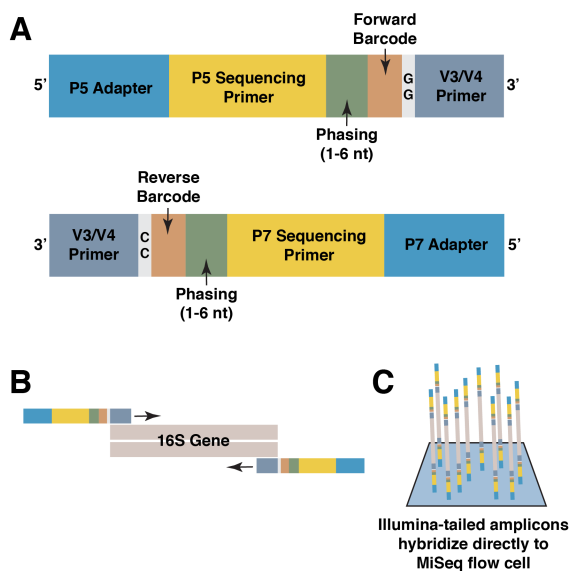 A
Forward
Barcode
5’
P5 Adapter
P5 Sequencing
Primer
G
G
V3/V4
Primer
3’
Phasing
(1-6 nt)
Reverse
Barcode
3’
V3/V4
Primer
C
C
P7 Sequencing
Primer
P7 Adapter
5’
Phasing
(1-6 nt)
B
16S Gene
C
Illumina-tailed amplicons
hybridize directly to
MiSeq flow cell